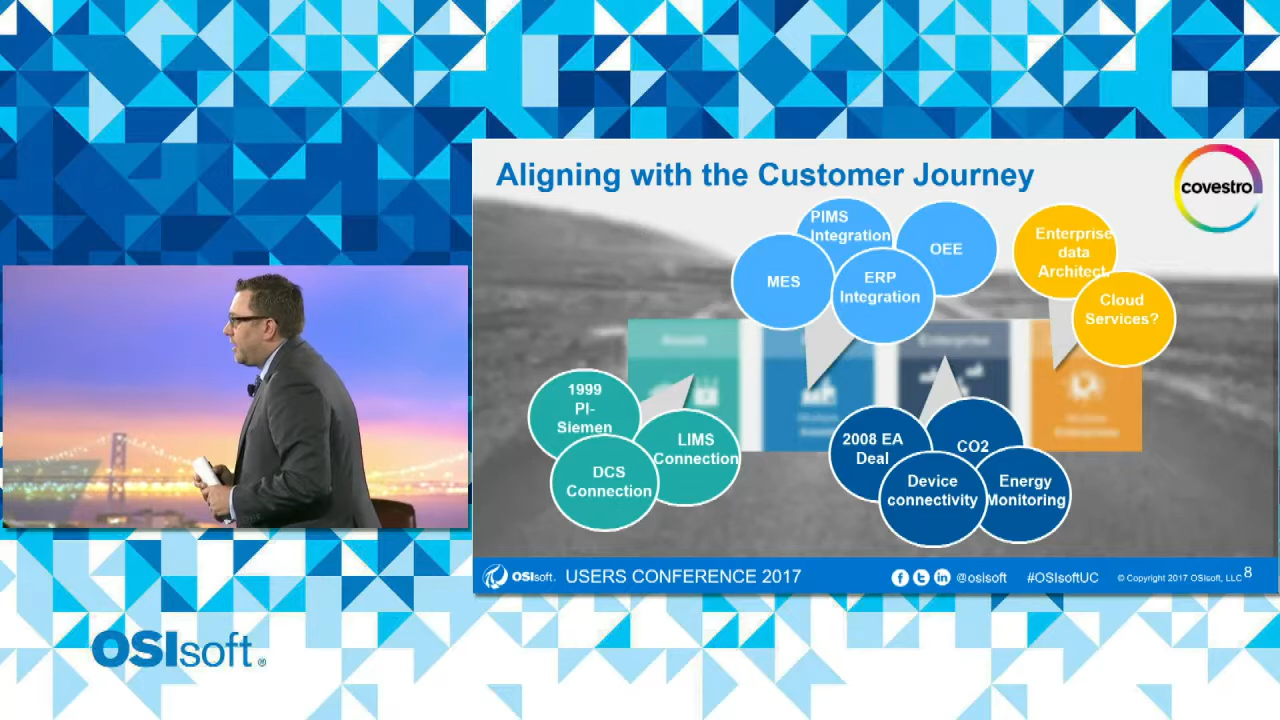 Aligning with the Customer Journey
covestro
PIMS
Integration
OEE
MES
ERP
Integration
Enterprise
data
Architect.
Cloud
Services?
Enterprise
1999
PI-
Siemen
LIMS
Connection
DCS
Connection
2008 EA
Deal
CO2
Device
connectivity
Energy
Monitoring
OSIsoft. USERS CONFERENCE 2017
@osisoft
#OSIsoftUC
© Copyright 2017 OSIsoft, LLC
8
OSIsoft®